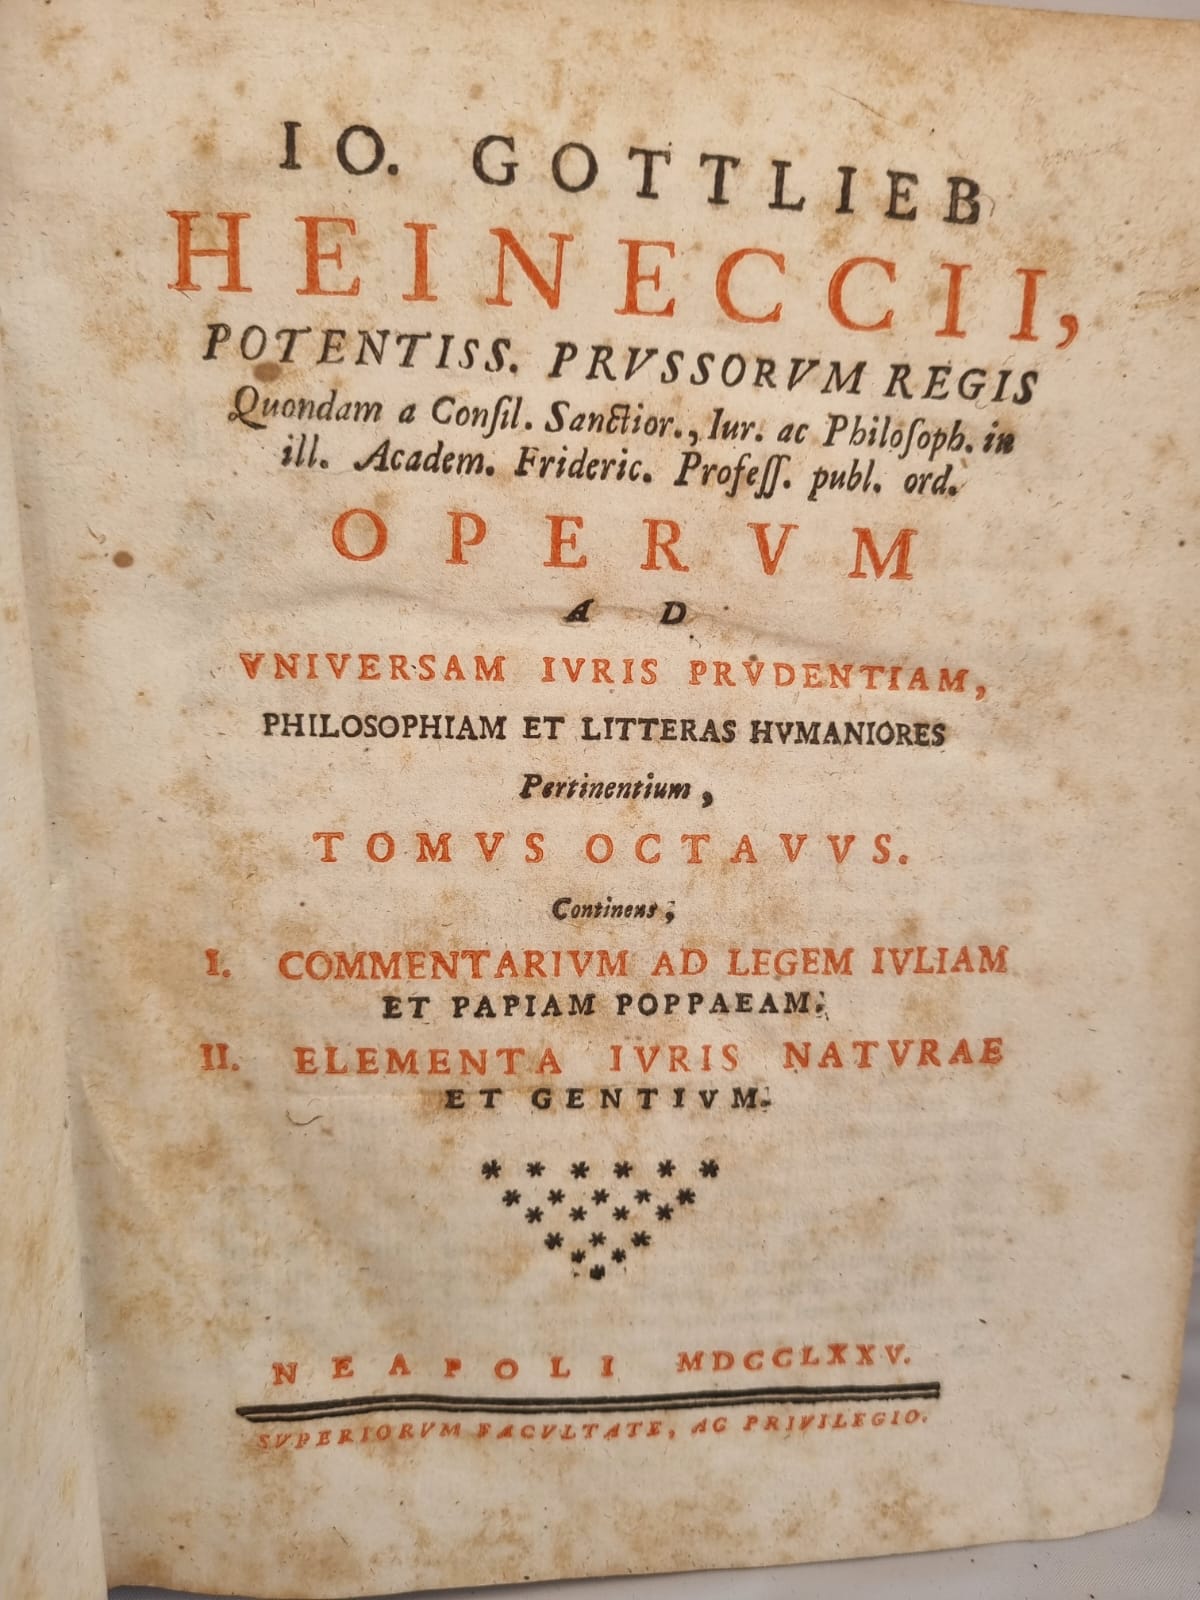 IO. GOTTLIEB
HEINECCII,
POTENTISS. PRVSSORVM REGIS
Quondam a Conſil. Sanctior., Iur. ac Philoſoph. in
ill. Academ. Frideric. Profeſſ. publ. ord.
OPERVM
AD
VNIVERSAM IVRIS PRVDENTIAM,
PHILOSOPHIAM ET LITTERAS HVMANIORES
Pertinentium,
TOMVS OCTAVVS.
Continens,
I. COMMENTARIVM AD LEGEM IVLIAM
ET PAPIAM POPPAEAM.
II. ELEMENTA IVRIS NATVRAE
ET GENTIVM.
NEAPOLI MDCCLXXV.
SVPERIORVM FACVLTATE, AC PRIVILEGIO.